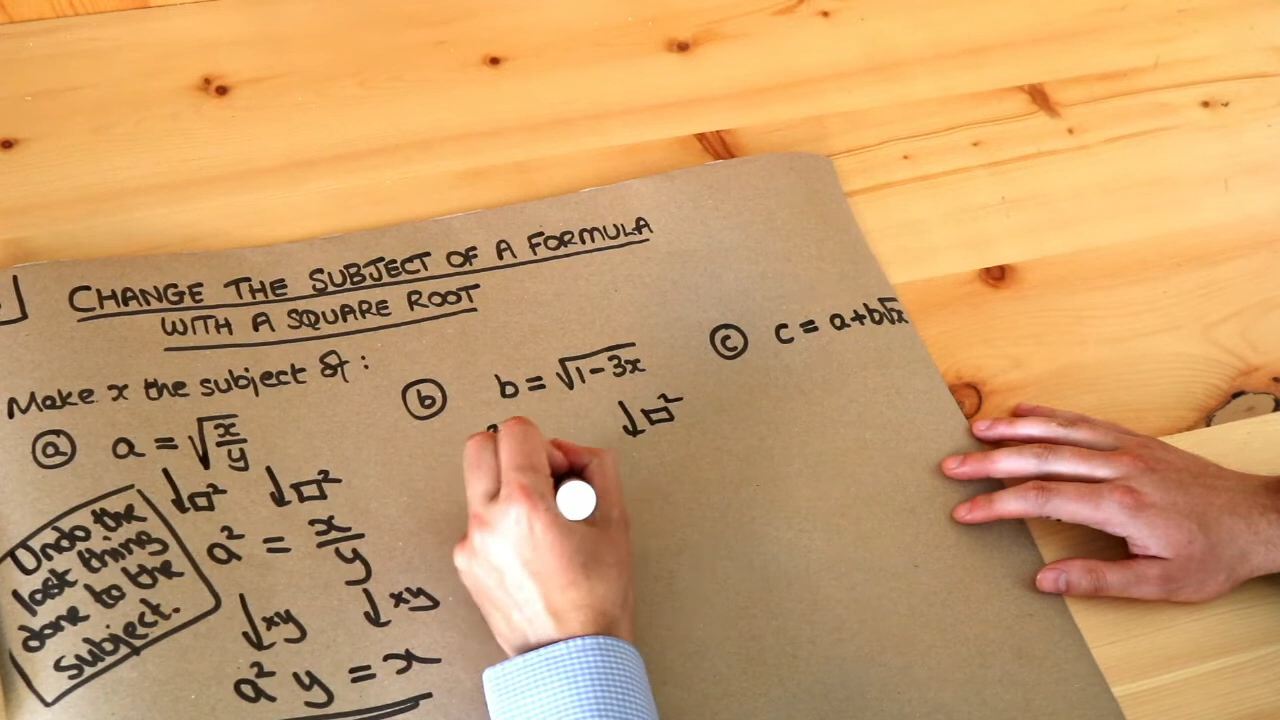 CHANGE THE SUBJECT OF A FORMULA
WITH A SQUARE ROOT
Make x the subject of:
ⓐ a = √(x/y)
↓□² ↓□²
a² = x/y
↓×y ↓×y
a² y = x
Undo the
last thing
done to the
subject.
ⓑ b = √(1-3x)
↓□²
ⓒ c = a+b√x